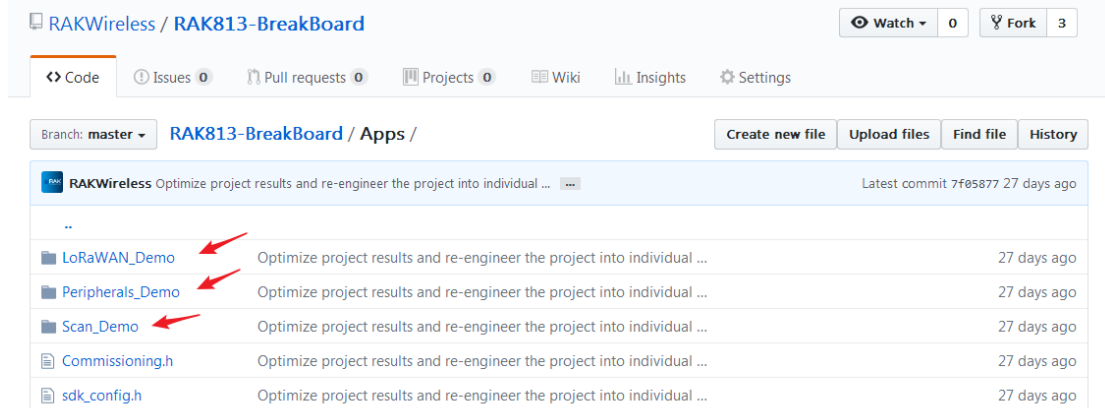 RAKWireless / RAK813-BreakBoard Watch 0 Fork 3
Code Issues 0 Pull requests 0 Projects 0 Wiki Insights Settings
Branch: master RAK813-BreakBoard / Apps / Create new file Upload files Find file History
RAK RAKWireless Optimize project results and re-engineer the project into individual ... ... Latest commit 7f05877 27 days ago
..
LoRaWAN_Demo Optimize project results and re-engineer the project into individual ... 27 days ago
Peripherals_Demo Optimize project results and re-engineer the project into individual ... 27 days ago
Scan_Demo Optimize project results and re-engineer the project into individual ... 27 days ago
Commissioning.h Optimize project results and re-engineer the project into individual ... 27 days ago
sdk_config.h Optimize project results and re-engineer the project into individual ... 27 days ago